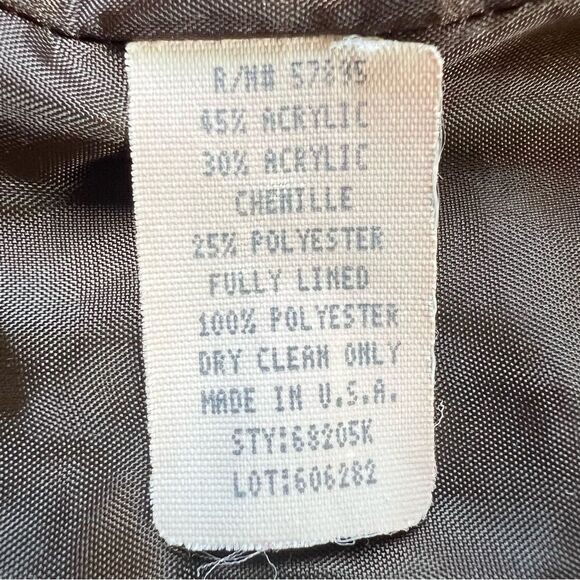 R/N# 57835
45% ACRYLIC
30% ACRYLIC
CHENILLE
25% POLYESTER
FULLY LINED
100% POLYESTER
DRY CLEAN ONLY
MADE IN U.S.A.
STY:68205K
LOT:606282